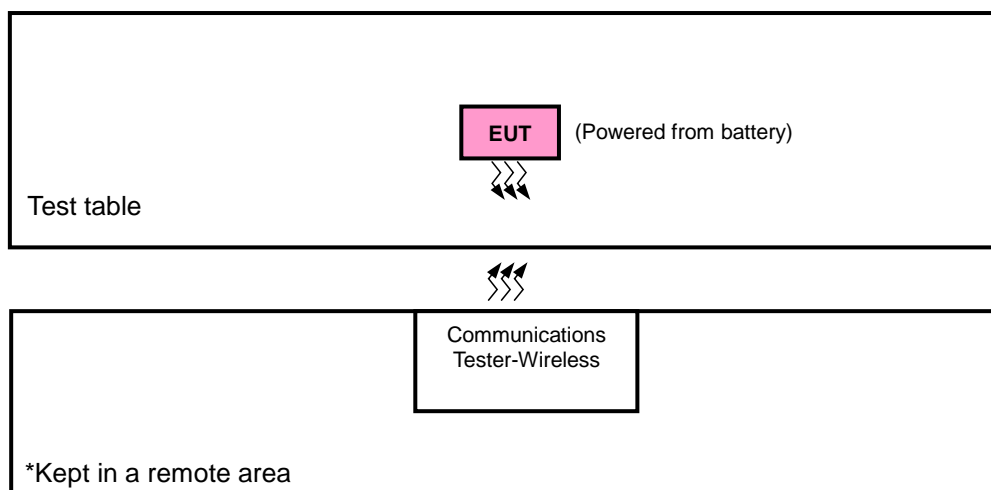 EUT
(Powered from battery)
Test table
Communications
Tester-Wireless
*Kept in a remote area